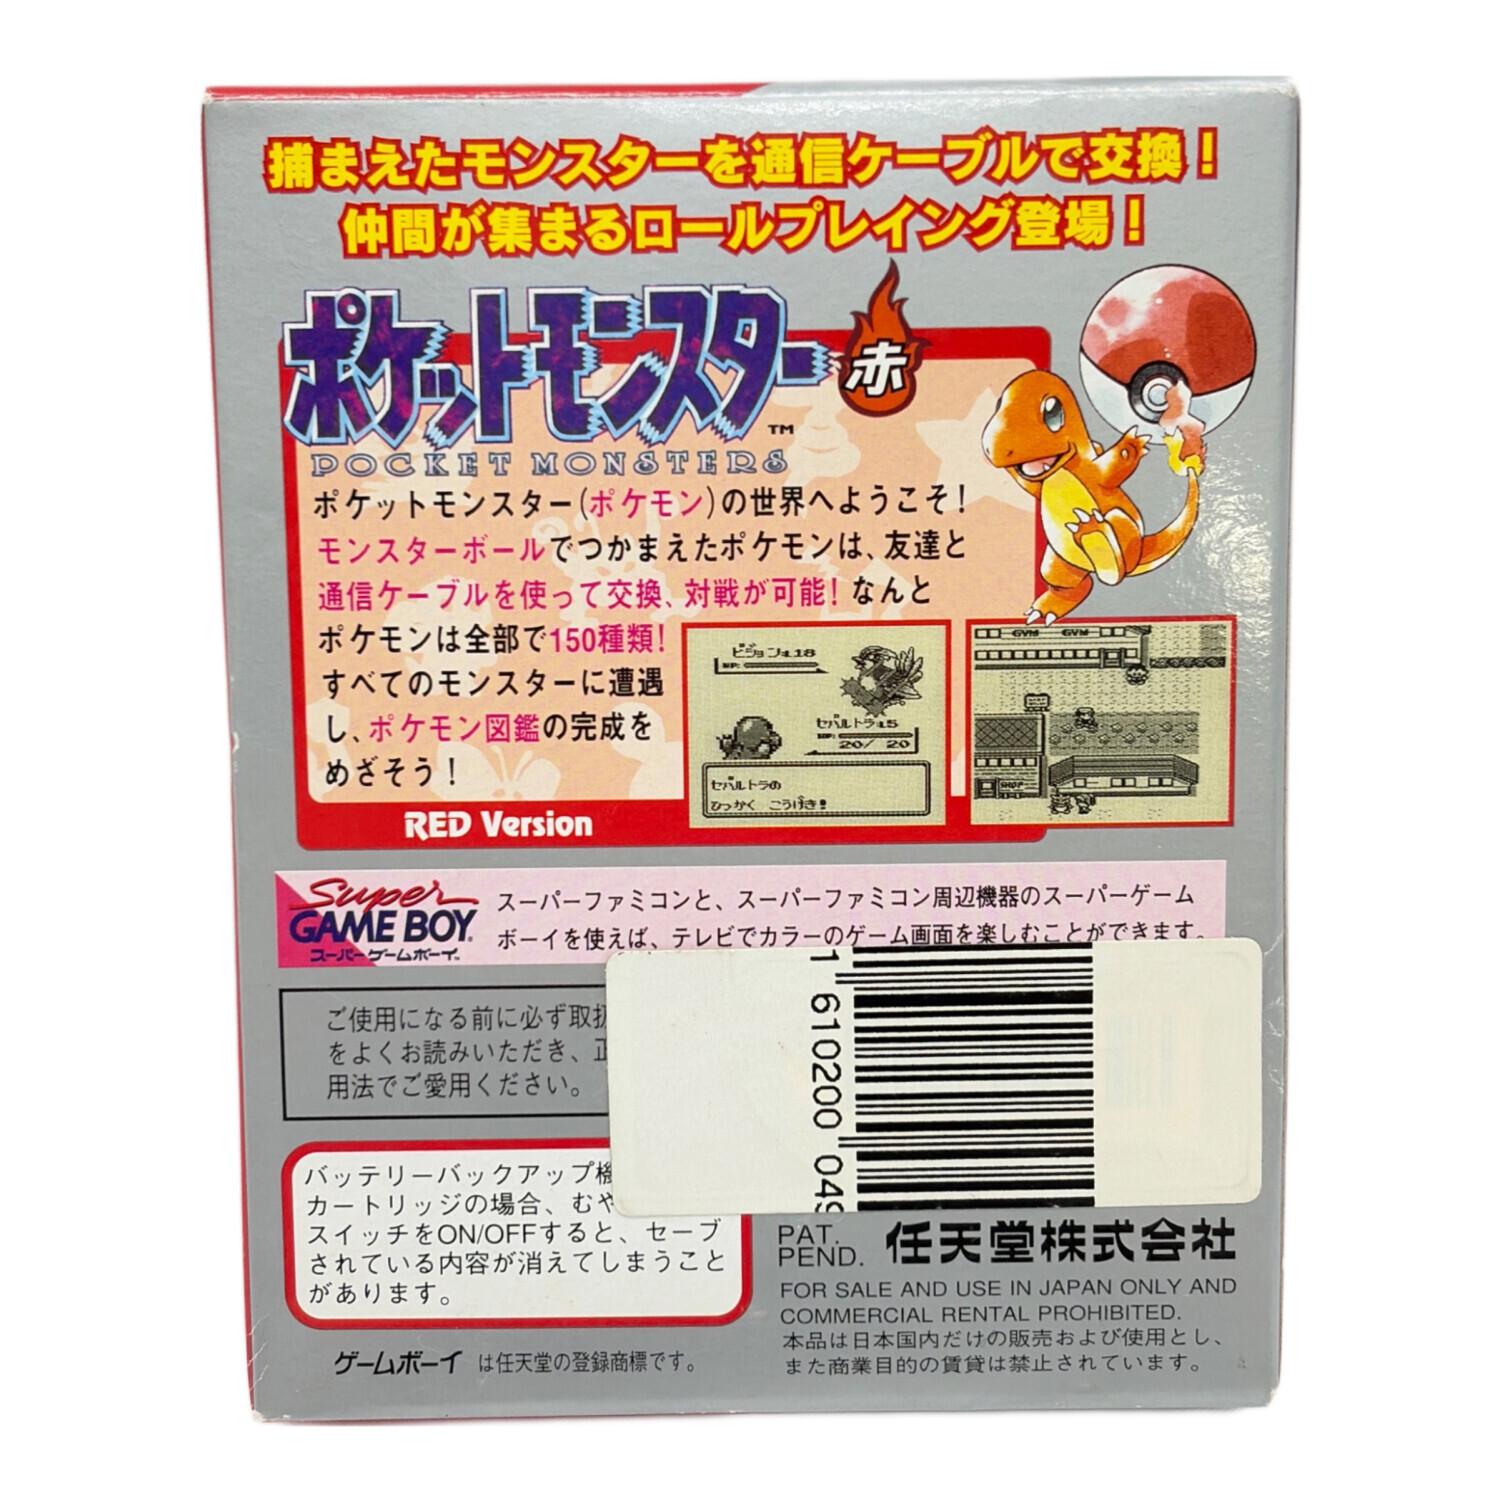 捕まえたモンスターを通信ケーブルで交換！
仲間が集まるロールプレイング登場！
ポケットモンスター 赤
TM
POCKET MONSTERS
ポケットモンスター(ポケモン)の世界へようこそ！
モンスターボールでつかまえたポケモンは、友達と
通信ケーブルを使って交換、対戦が可能！なんと
ポケモンは全部で150種類！
すべてのモンスターに遭遇
し、ポケモン図鑑の完成を
めざそう！
ピジョン :L18
HP:
セバルトラ :L5
HP:
20/ 20
セバルトラの
ひっかく こうげき！
GYM GYM
SHOP
RED Version
Super
GAME BOY
スーパーゲームボーイ
スーパーファミコンと、スーパーファミコン周辺機器のスーパーゲーム
ボーイを使えば、テレビでカラーのゲーム画面を楽しむことができます。
ご使用になる前に必ず取扱
をよくお読みいただき、正
用法でご愛用ください。
1 610200 049
バッテリーバックアップ機
カートリッジの場合、むや
スイッチをON/OFFすると、セーブ
されている内容が消えてしまうこと
があります。
PAT.
PEND.
任天堂株式会社
FOR SALE AND USE IN JAPAN ONLY AND
COMMERCIAL RENTAL PROHIBITED.
本品は日本国内だけの販売および使用とし、
また商業目的の賃貸は禁止されています。
ゲームボーイ は任天堂の登録商標です。